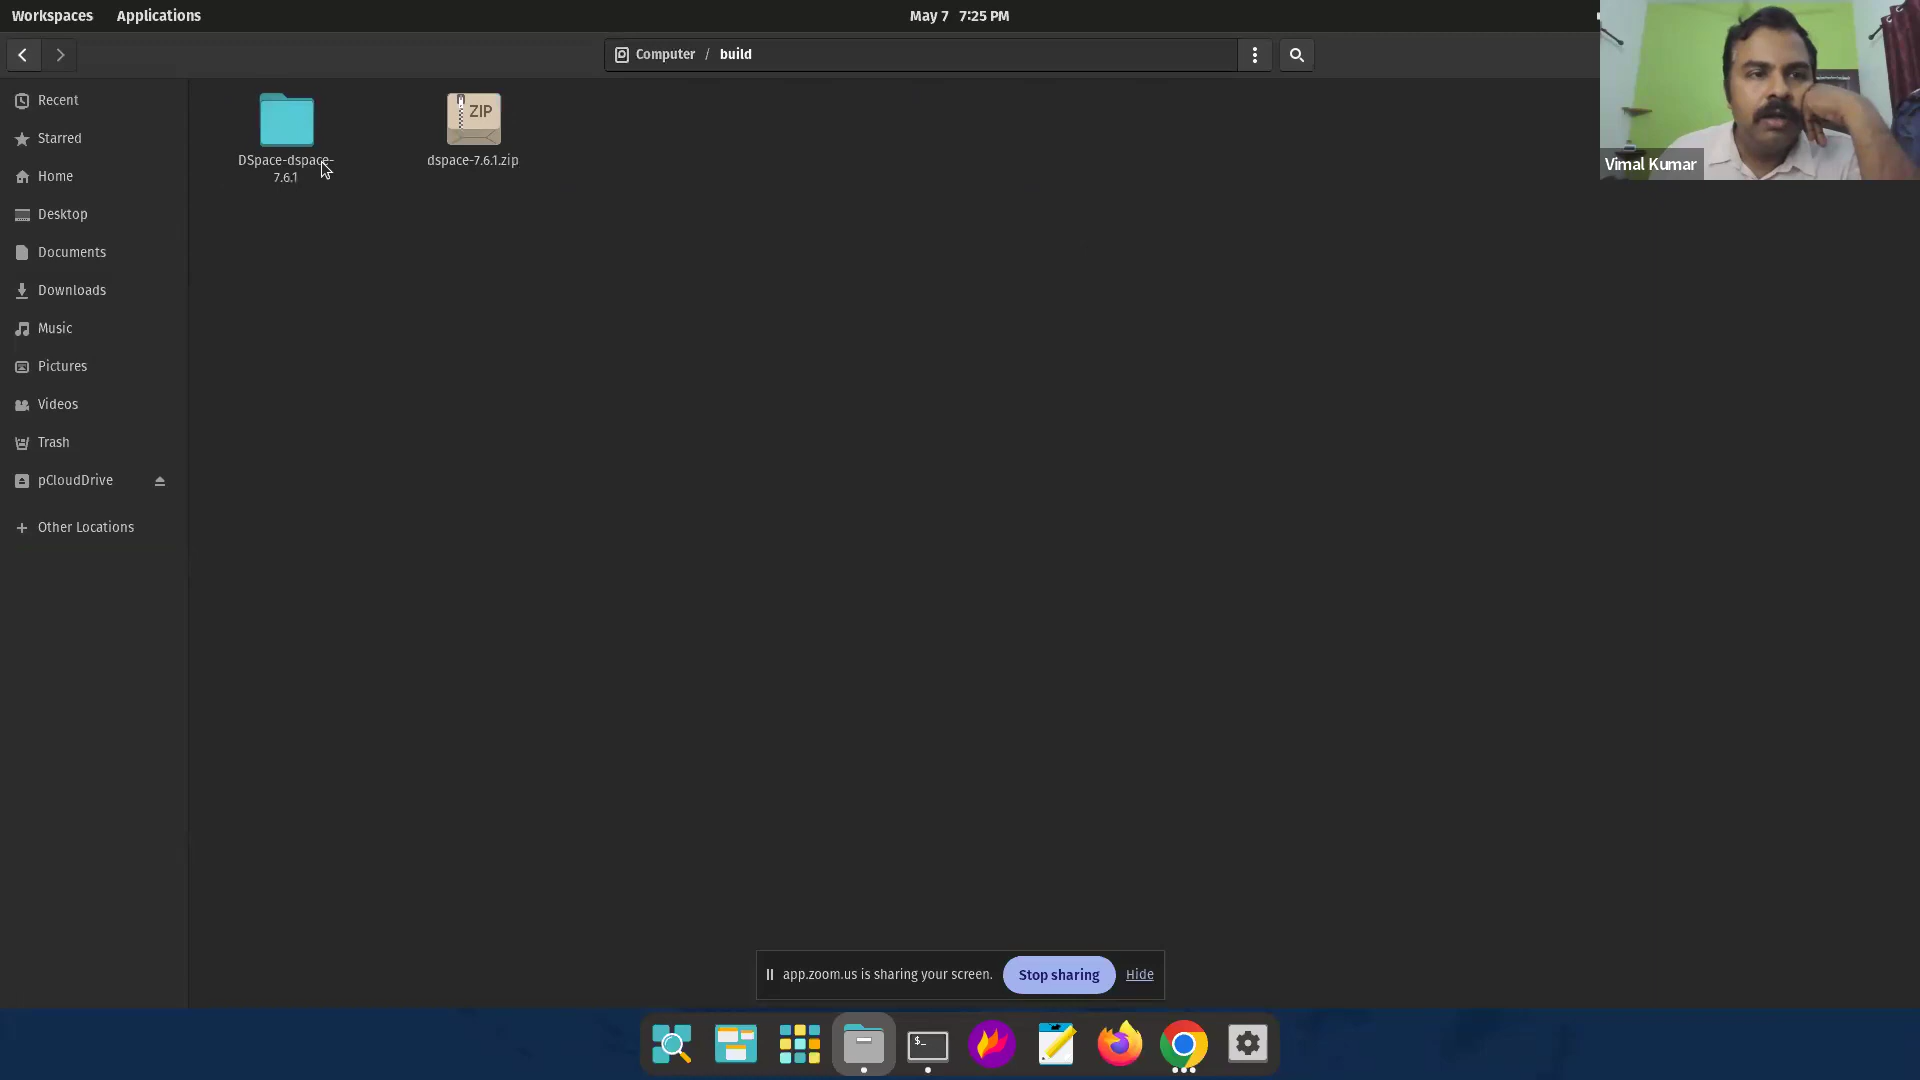 Workspaces
Applications
May 7 7:25 PM
Computer / build
Recent
Starred
Home
Desktop
Documents
Downloads
Music
Pictures
Videos
Trash
pCloudDrive
Other Locations
DSpace-dspace-
7.6.1
ZIP
dspace-7.6.1.zip
Vimal Kumar
app.zoom.us is sharing your screen.
Stop sharing
Hide
$_